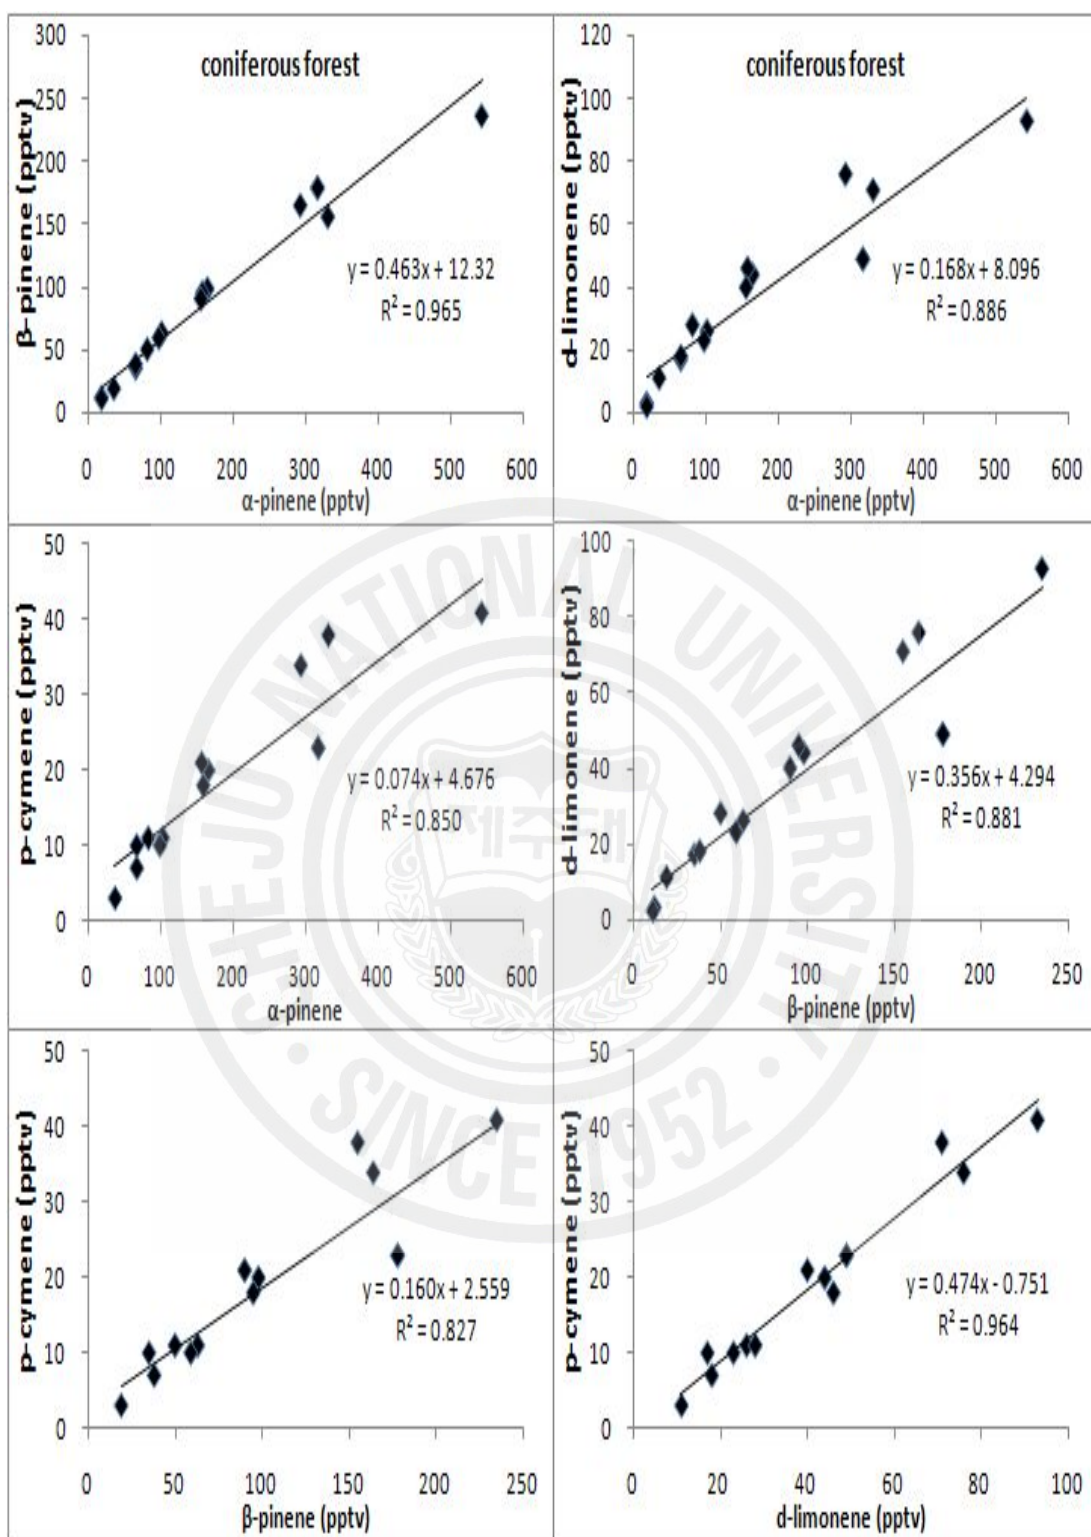 coniferous forest
β-pinene (pptv)
300
250
200
150
100
50
0
y = 0.463x + 12.32
R² = 0.965
0 100 200 300 400 500 600
α-pinene (pptv)
coniferous forest
d-limonene (pptv)
120
100
80
60
40
20
0
y = 0.168x + 8.096
R² = 0.886
0 100 200 300 400 500 600
α-pinene (pptv)
p-cymene (pptv)
50
40
30
20
10
0
y = 0.074x + 4.676
R² = 0.850
0 100 200 300 400 500 600
α-pinene
d-limonene (pptv)
100
80
60
40
20
0
y = 0.356x + 4.294
R² = 0.881
0 50 100 150 200 250
β-pinene (pptv)
p-cymene (pptv)
50
40
30
20
10
0
y = 0.160x + 2.559
R² = 0.827
0 50 100 150 200 250
β-pinene (pptv)
p-cymene (pptv)
50
40
30
20
10
0
y = 0.474x - 0.751
R² = 0.964
0 20 40 60 80 100
d-limonene (pptv)
CHEJU NATIONAL UNIVERSITY
제주대
SINCE 1952